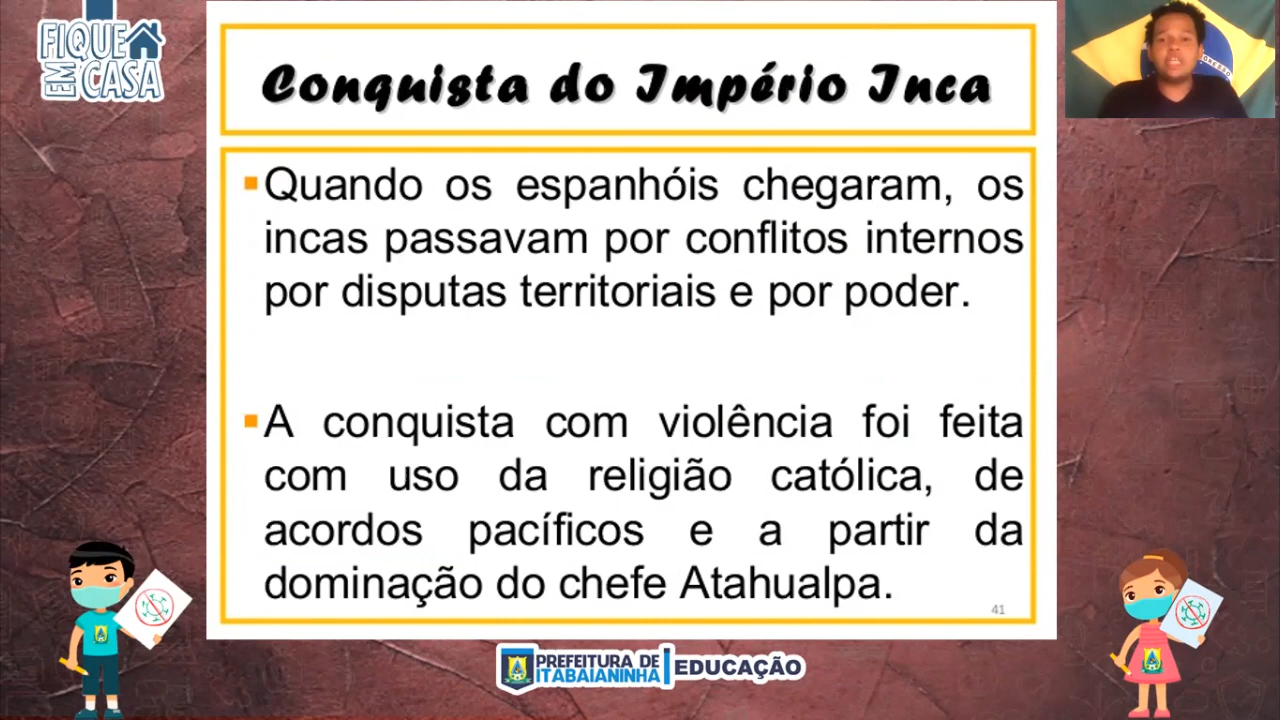 FIQUE
EM CASA
Conquista do Império Inca
▪Quando os espanhóis chegaram, os
incas passavam por conflitos internos
por disputas territoriais e por poder.
▪A conquista com violência foi feita
com uso da religião católica, de
acordos pacíficos e a partir da
dominação do chefe Atahualpa.
41
PREFEITURA DE
ITABAIANINHA
EDUCAÇÃO